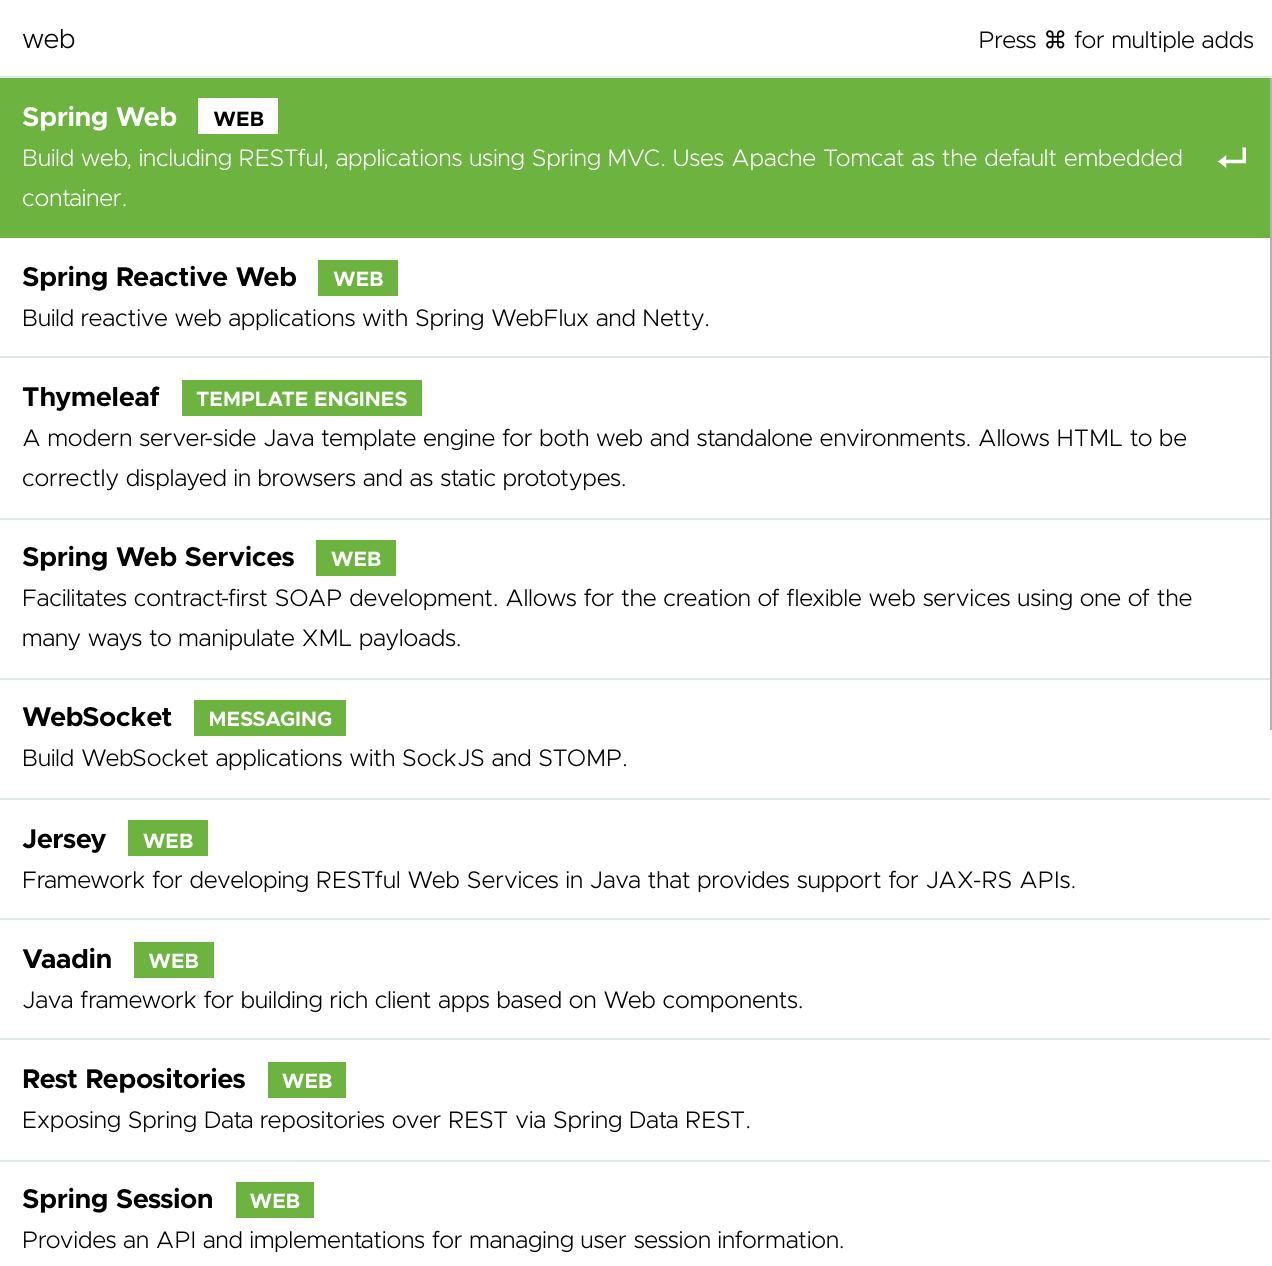 web
Press ⌘ for multiple adds
Spring Web WEB
Build web, including RESTful, applications using Spring MVC. Uses Apache Tomcat as the default embedded
container.
Spring Reactive Web WEB
Build reactive web applications with Spring WebFlux and Netty.
Thymeleaf TEMPLATE ENGINES
A modern server-side Java template engine for both web and standalone environments. Allows HTML to be
correctly displayed in browsers and as static prototypes.
Spring Web Services WEB
Facilitates contract-first SOAP development. Allows for the creation of flexible web services using one of the
many ways to manipulate XML payloads.
WebSocket MESSAGING
Build WebSocket applications with SockJS and STOMP.
Jersey WEB
Framework for developing RESTful Web Services in Java that provides support for JAX-RS APIs.
Vaadin WEB
Java framework for building rich client apps based on Web components.
Rest Repositories WEB
Exposing Spring Data repositories over REST via Spring Data REST.
Spring Session WEB
Provides an API and implementations for managing user session information.